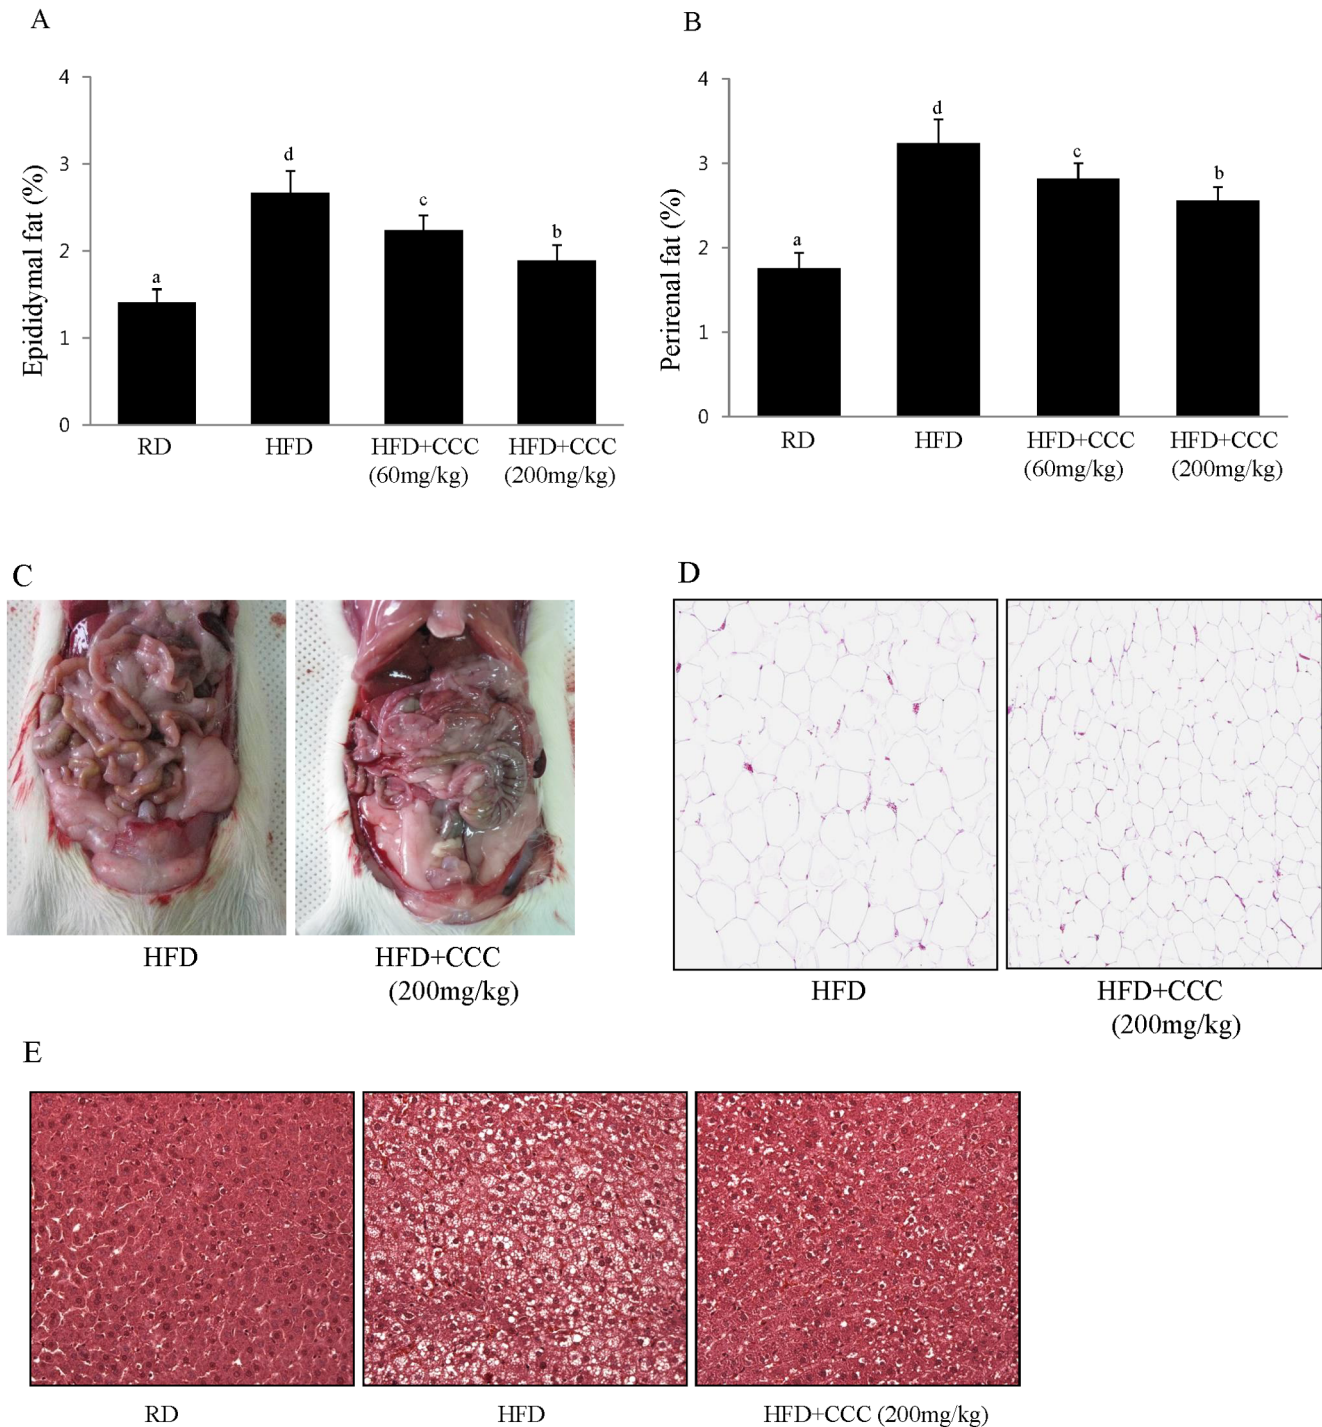 A
Epididymal fat (%)
4
3
2
1
0
a
d
c
b
RD
HFD
HFD+CCC
(60mg/kg)
HFD+CCC
(200mg/kg)
B
Perirenal fat (%)
4
3
2
1
0
a
d
c
b
RD
HFD
HFD+CCC
(60mg/kg)
HFD+CCC
(200mg/kg)
C
HFD
HFD+CCC
(200mg/kg)
D
HFD
HFD+CCC
(200mg/kg)
E
RD
HFD
HFD+CCC (200mg/kg)